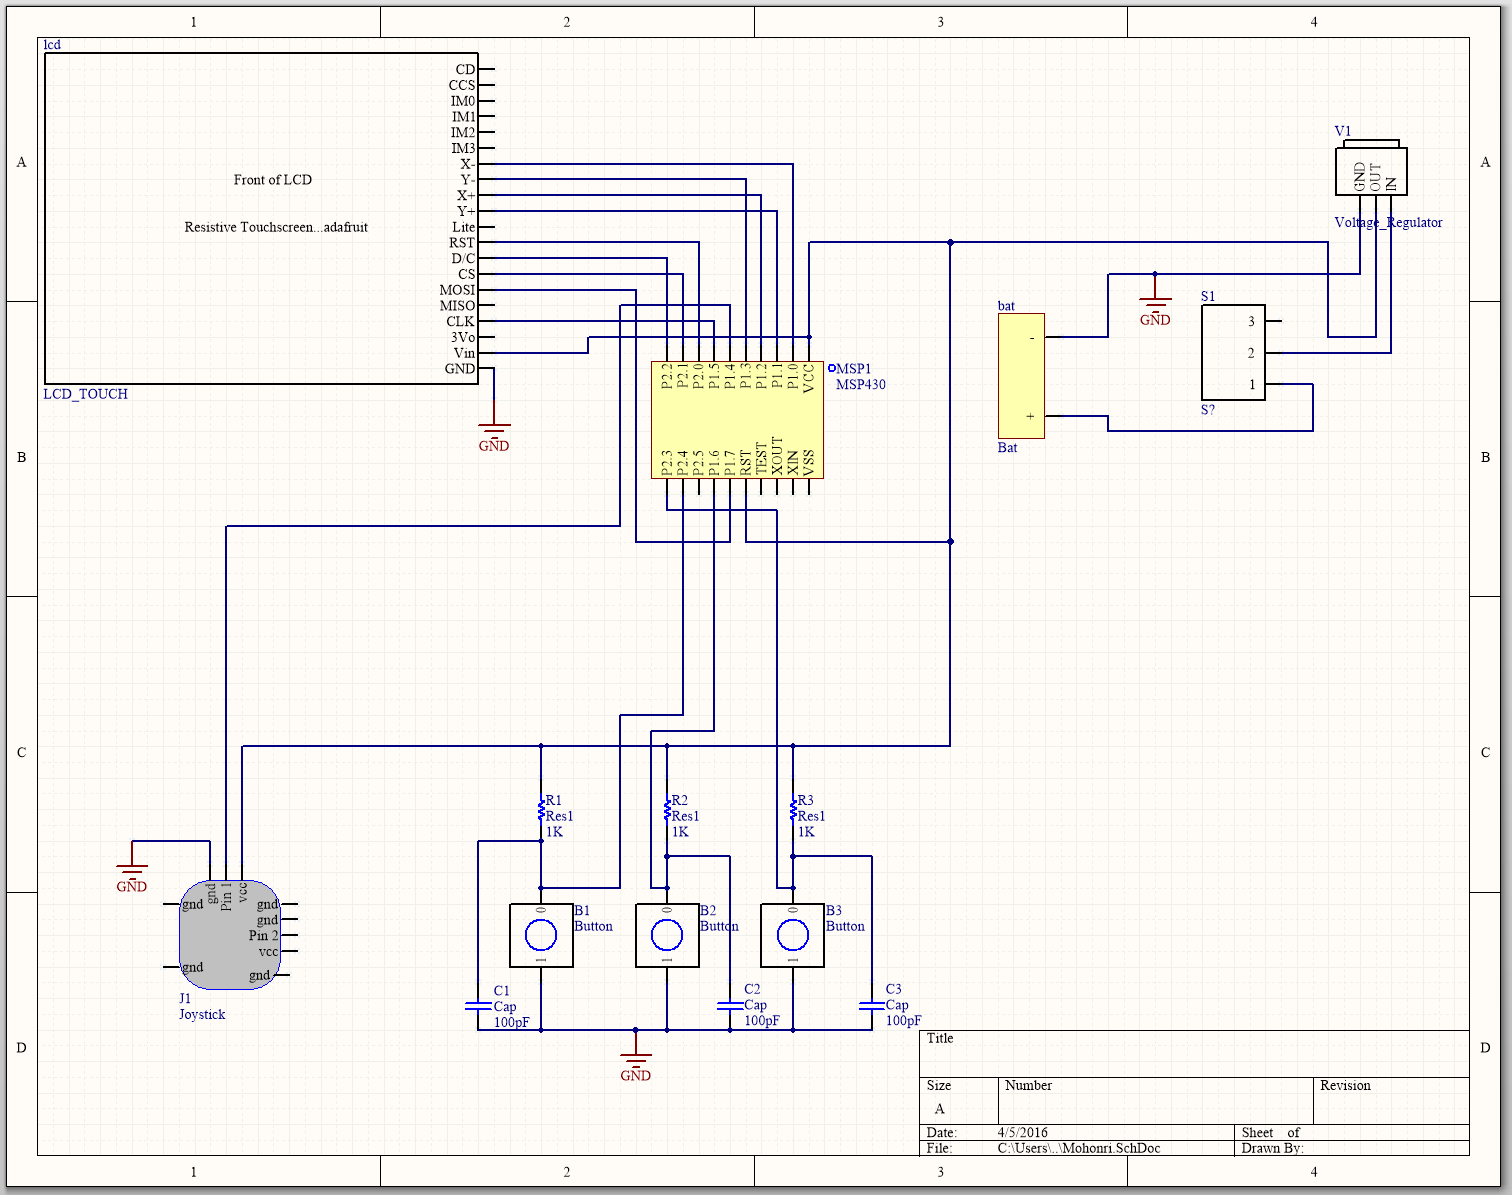 1 2 3 4
A
B
C
D
A
B
C
D
1 2 3 4
lcd
Front of LCD
Resistive Touchscreen...adafruit
CD
CCS
IM0
IM1
IM2
IM3
X-
Y-
X+
Y+
Lite
RST
D/C
CS
MOSI
MISO
CLK
3Vo
Vin
GND
LCD_TOUCH
GND
P2.2
P2.1
P2.0
P1.5
P1.4
P1.3
P1.2
P1.1
P1.0
VCC
MSP1
MSP430
P2.3
P2.4
P2.5
P1.6
P1.7
RST
TEST
XOUT
XIN
VSS
bat
-
+
Bat
GND
S1
3
2
1
S?
V1
GND
OUT
IN
Voltage_Regulator
R1
Res1
1K
R2
Res1
1K
R3
Res1
1K
GND
gnd
Pin 1
vcc
gnd
gnd
gnd
gnd
Pin 2
vcc
gnd
J1
Joystick
0
1
B1
Button
0
1
B2
Button
0
1
B3
Button
C1
Cap
100pF
C2
Cap
100pF
C3
Cap
100pF
GND
Title
Size
A
Number
Revision
Date: 4/5/2016 Sheet of
File: C:\Users\..\Mohonri.SchDoc Drawn By: